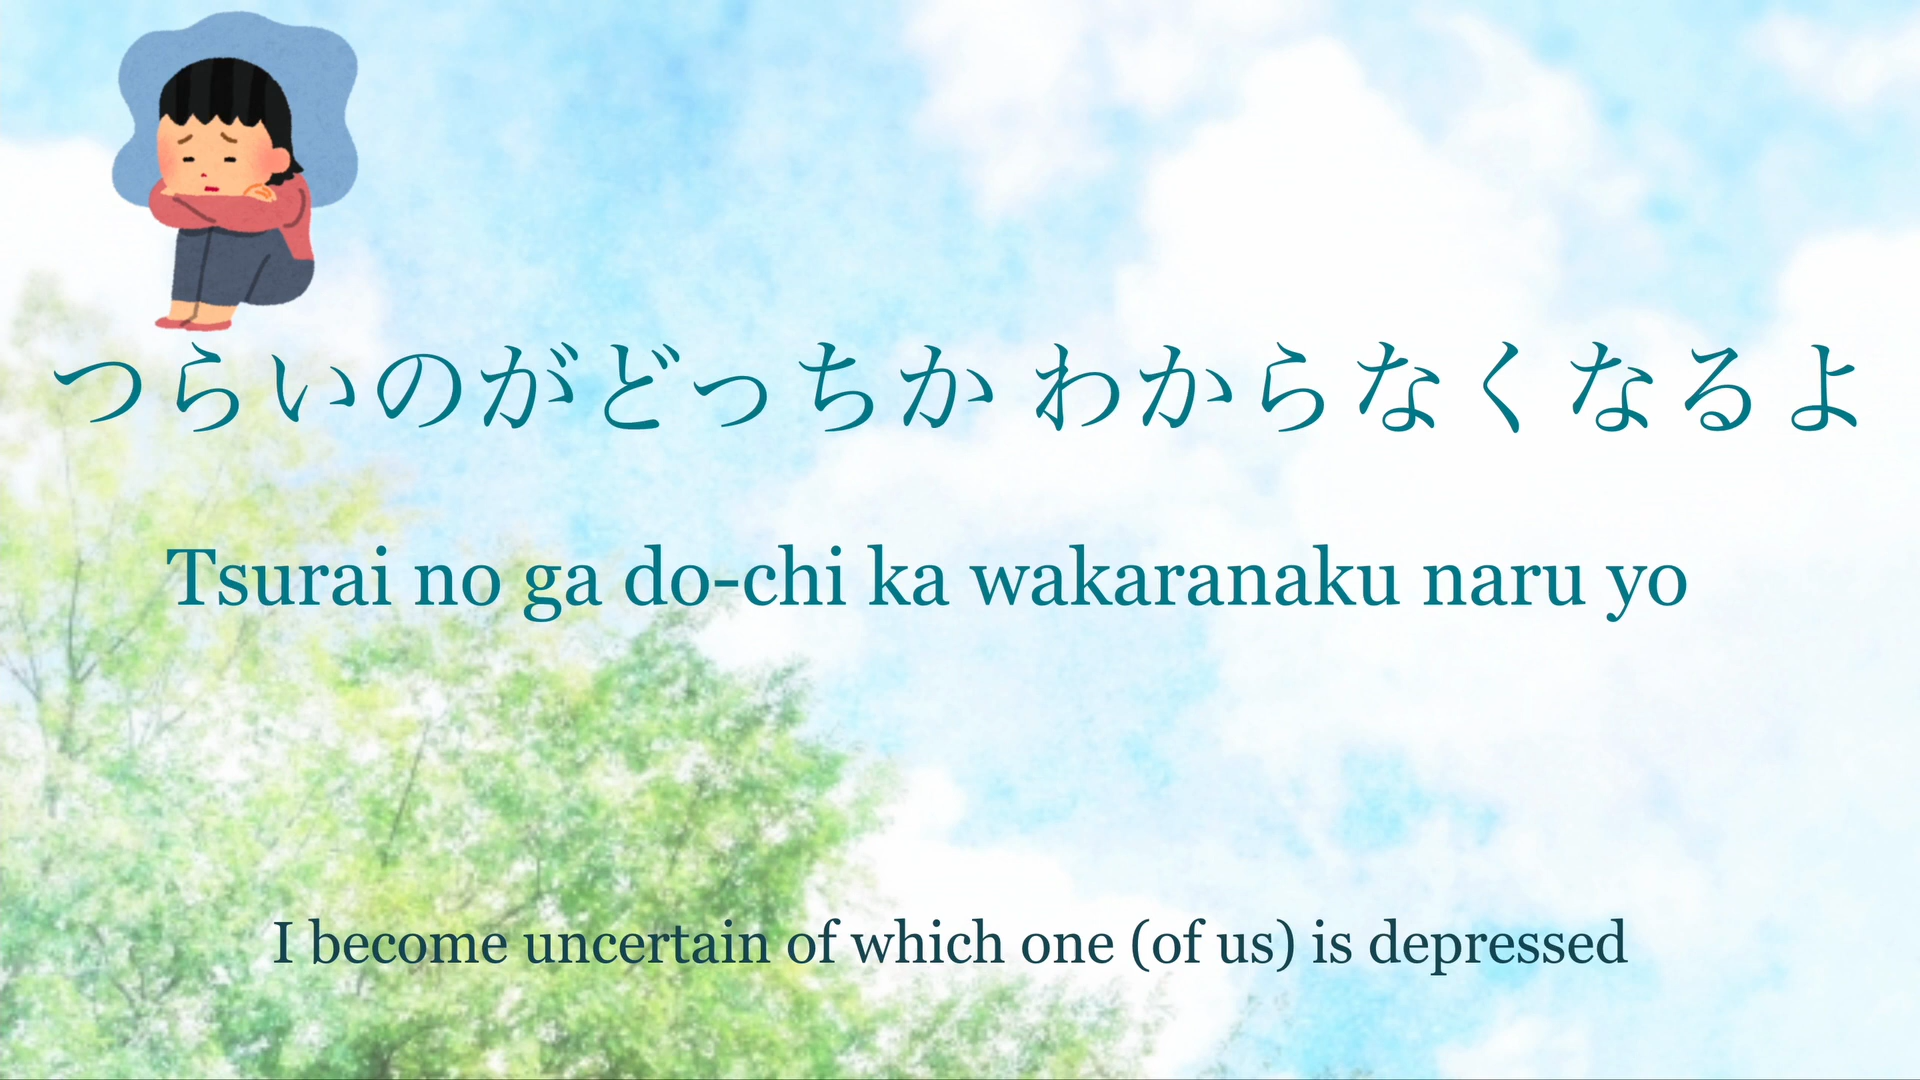 つらいのがどっちか わからなくなるよ
Tsurai no ga do-chi ka wakaranaku naru yo
I become uncertain of which one (of us) is depressed